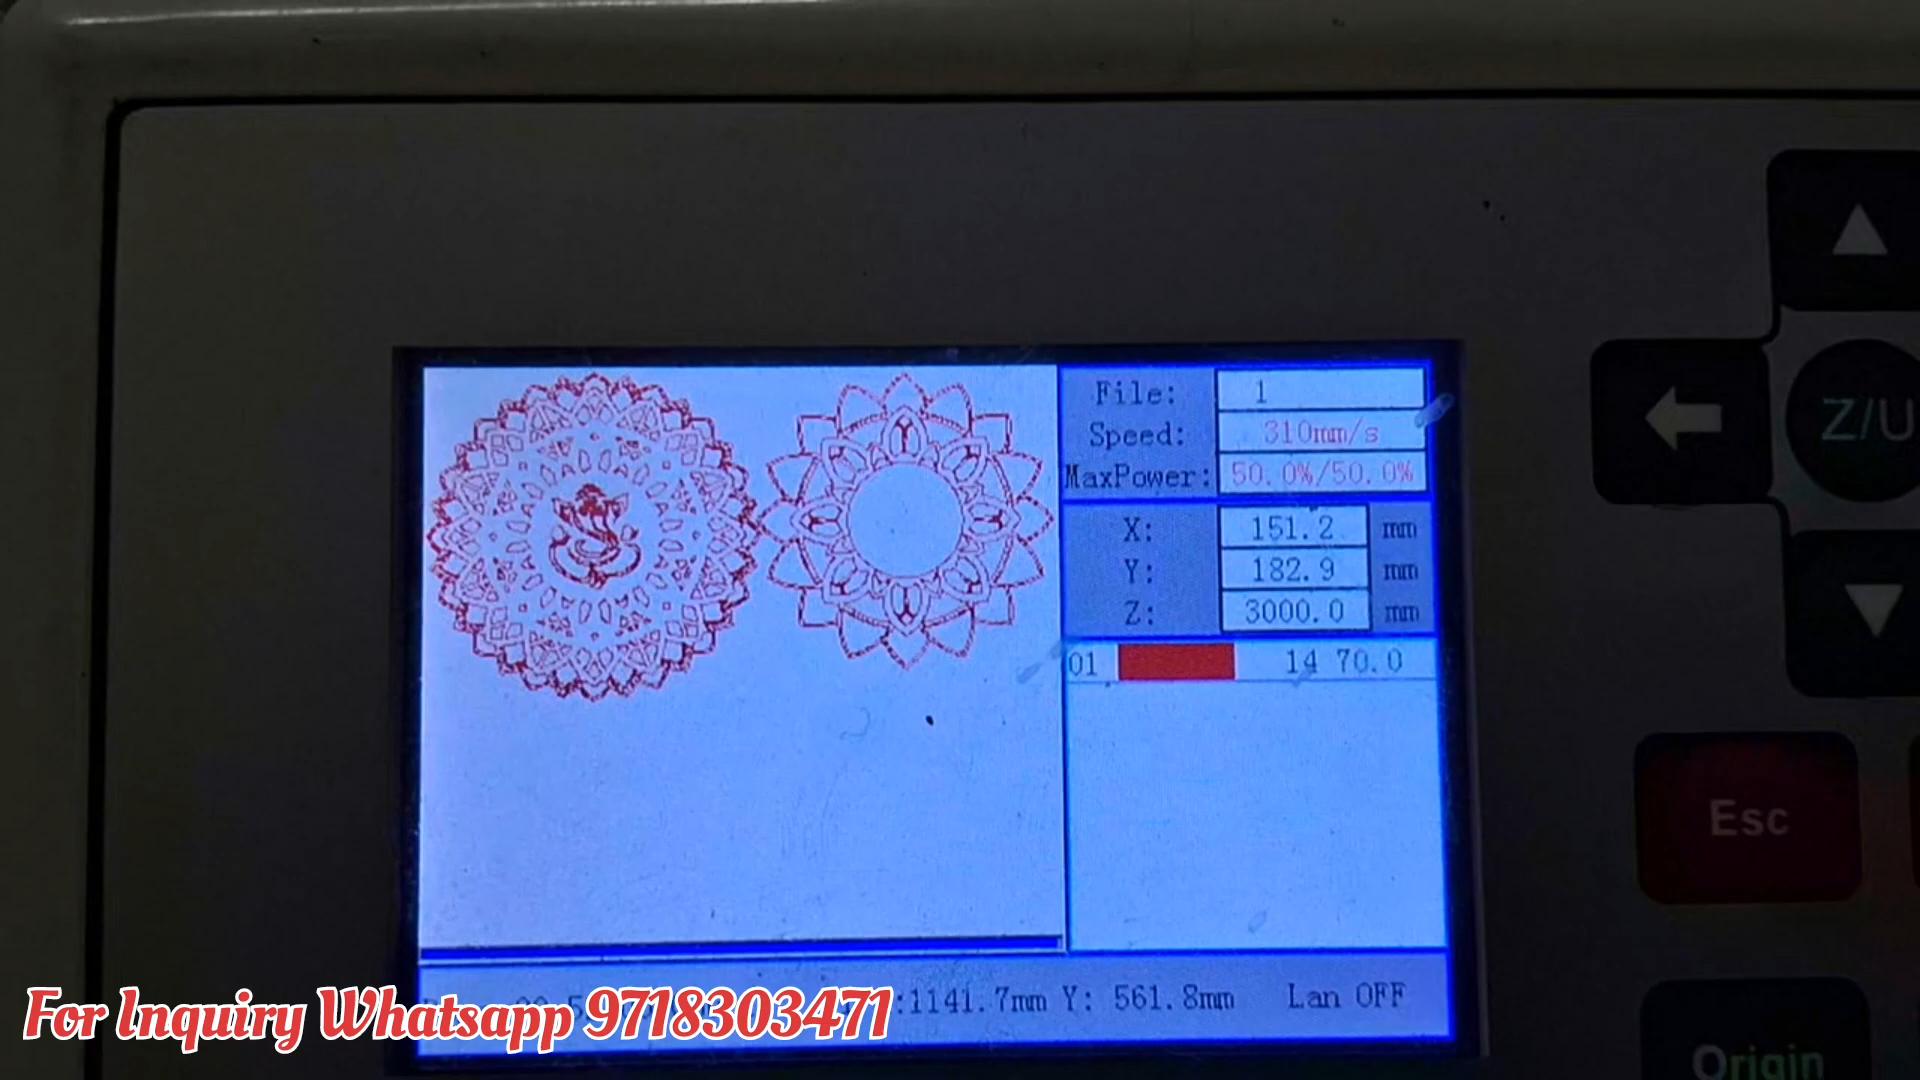 File: 1
Speed: 310mm/s
MaxPower: 50.0%/50.0%
X: 151.2 mm
Y: 182.9 mm
Z: 3000.0 mm
01 14 70.0
Z/U
Esc
:1141.7mm Y: 561.8mm Lan OFF
For Inquiry Whatsapp 9718303471
Origin